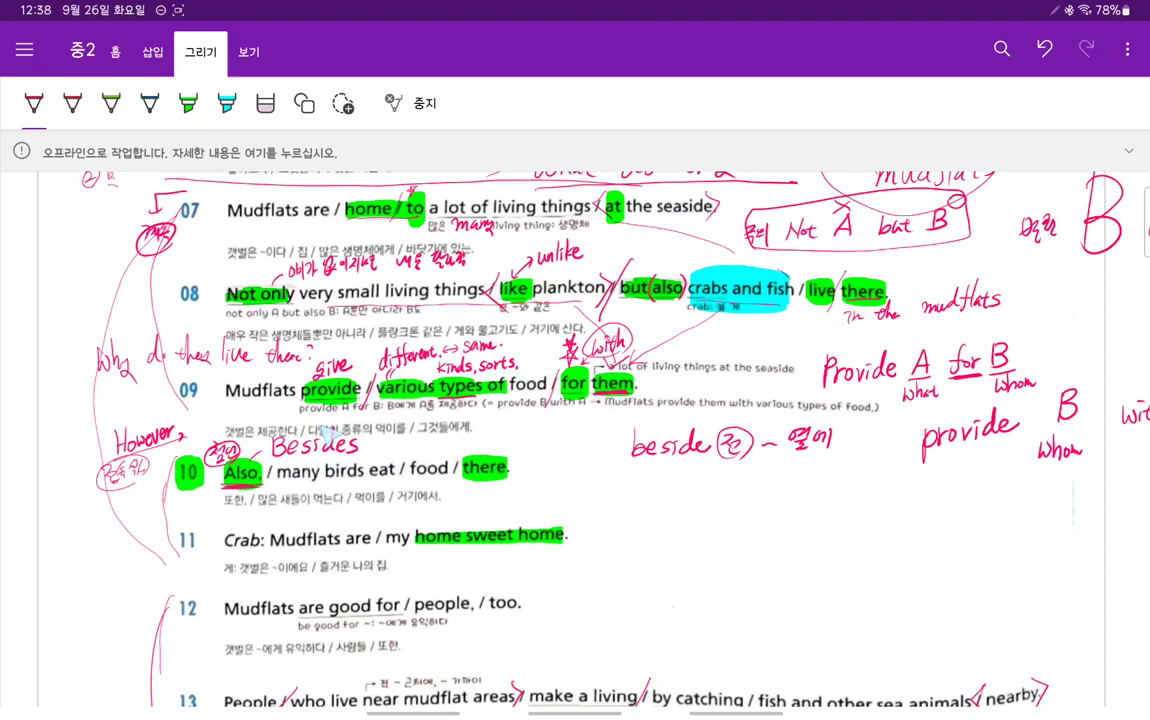 12:38 9월 26일 화요일 78%
중2 홈 삽입 그리기 보기
중지
오프라인으로 작업합니다. 자세한 내용은 여기를 누르십시오.
mudflats
07 Mudflats are / home / to a lot of living things / at the seaside.
많은 many living thing: 생명체
갯벌은 ~이다 / 집 / 많은 생명체에게 / 바닷가에 있는.
Not A but B
B
unlike
08 Not only very small living things / like plankton / but also crabs and fish / live / there.
not only A but also B: A뿐만 아니라 B도
전 ~와 같은
crab: 게
매우 작은 생명체들뿐만 아니라 / 플랑크톤 같은 / 게와 물고기도 / 거기에 산다.
in the mudflats
Why do they live there?
give
different. ↔ same.
kinds, sorts.
with
a lot of living things at the seaside
09 Mudflats provide / various types of food / for them.
provide A for B: B에게 A를 제공하다 (= provide B with A → Mudflats provide them with various types of food.)
갯벌은 제공한다 / 다양한 종류의 먹이를 / 그것들에게.
Provide A for B
what whom
provide B wit
whom
However,
Besides
beside 전 ~ 옆에
10 Also, / many birds eat / food / there.
또한, / 많은 새들이 먹는다 / 먹이를 / 거기에서.
11 Crab: Mudflats are / my home sweet home.
게: 갯벌은 ~이에요 / 즐거운 나의 집.
12 Mudflats are good for / people, / too.
be good for ~: ~에게 유익하다
갯벌은 ~에게 유익하다 / 사람들 / 또한.
전 ~ 근처에, ~ 가까이
13 People / who live near mudflat areas / make a living / by catching / fish and other sea animals / nearby.